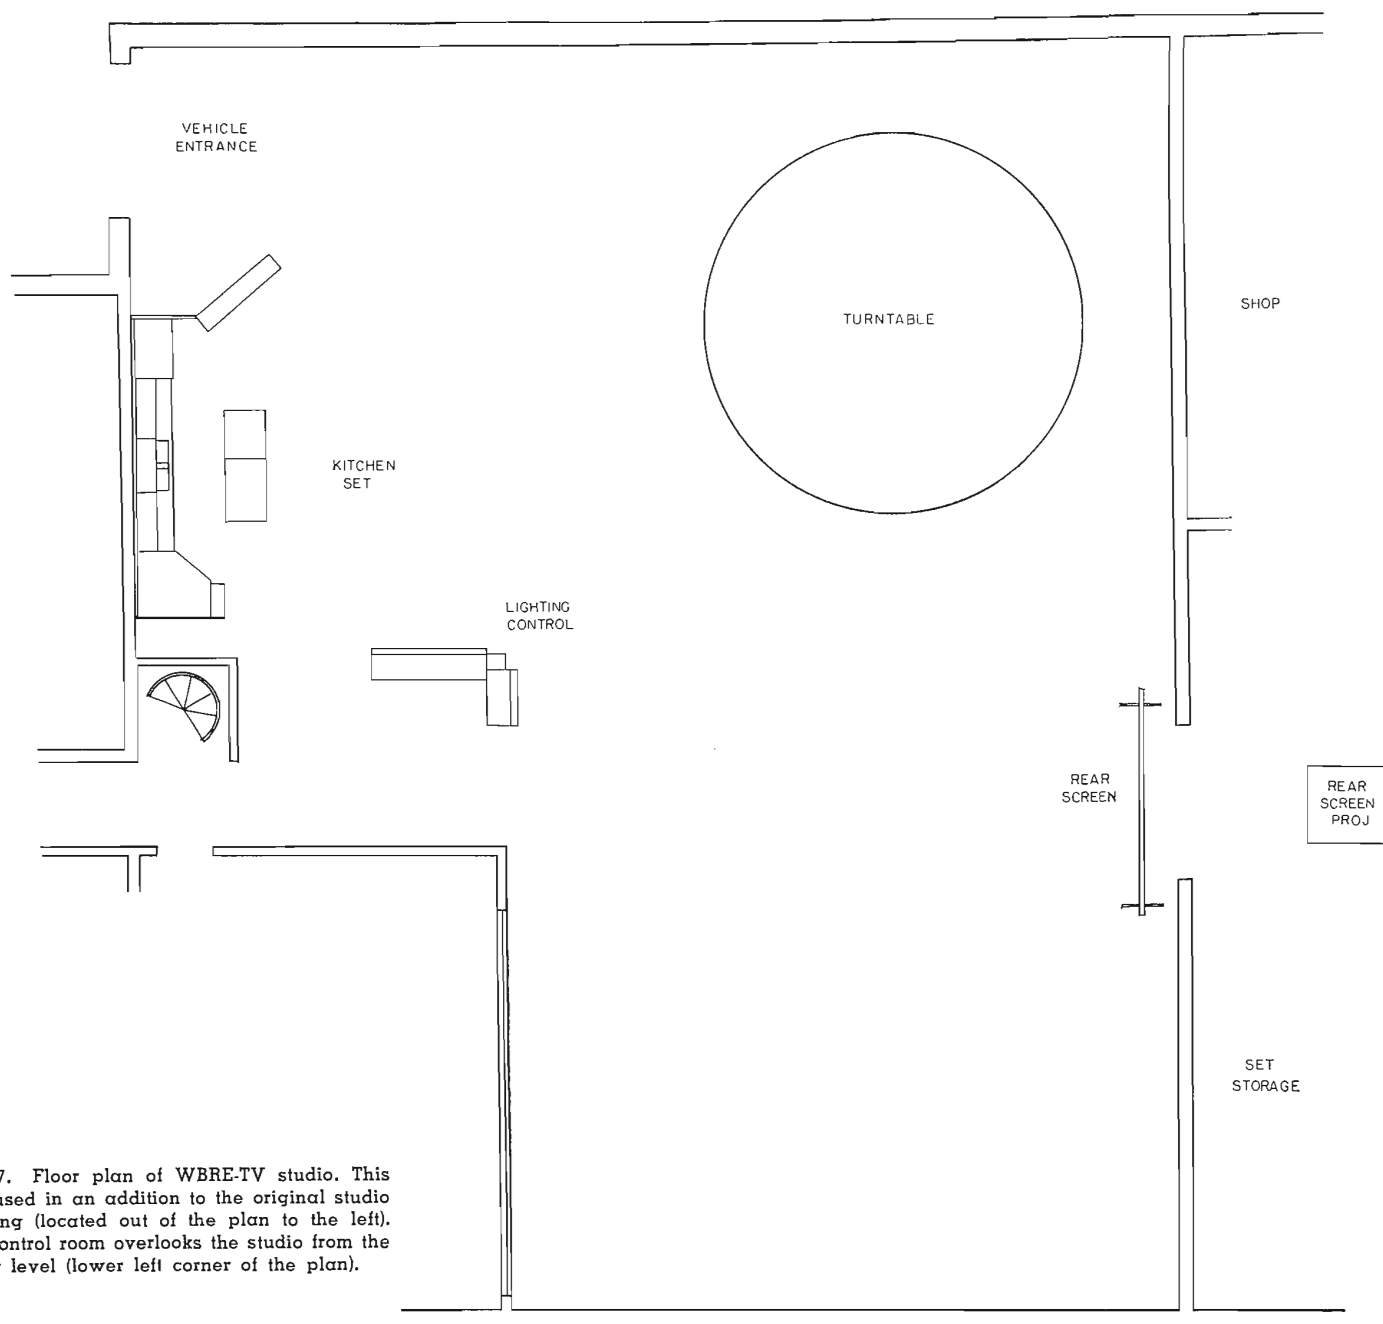 VEHICLE
ENTRANCE
TURNTABLE
SHOP
KITCHEN
SET
LIGHTING
CONTROL
REAR
SCREEN
REAR
SCREEN
PROJ
SET
STORAGE
7. Floor plan of WBRE-TV studio. This
used in an addition to the original studio
ng (located out of the plan to the left).
ontrol room overlooks the studio from the
level (lower left corner of the plan).